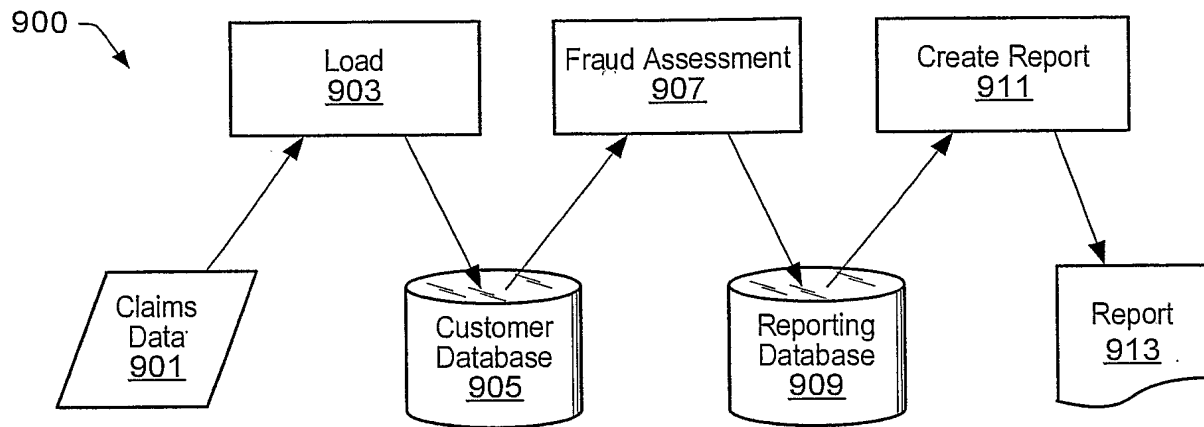 900
Load
903
Fraud Assessment
907
Create Report
911
Claims
Data
901
Customer
Database
905
Reporting
Database
909
Report
913